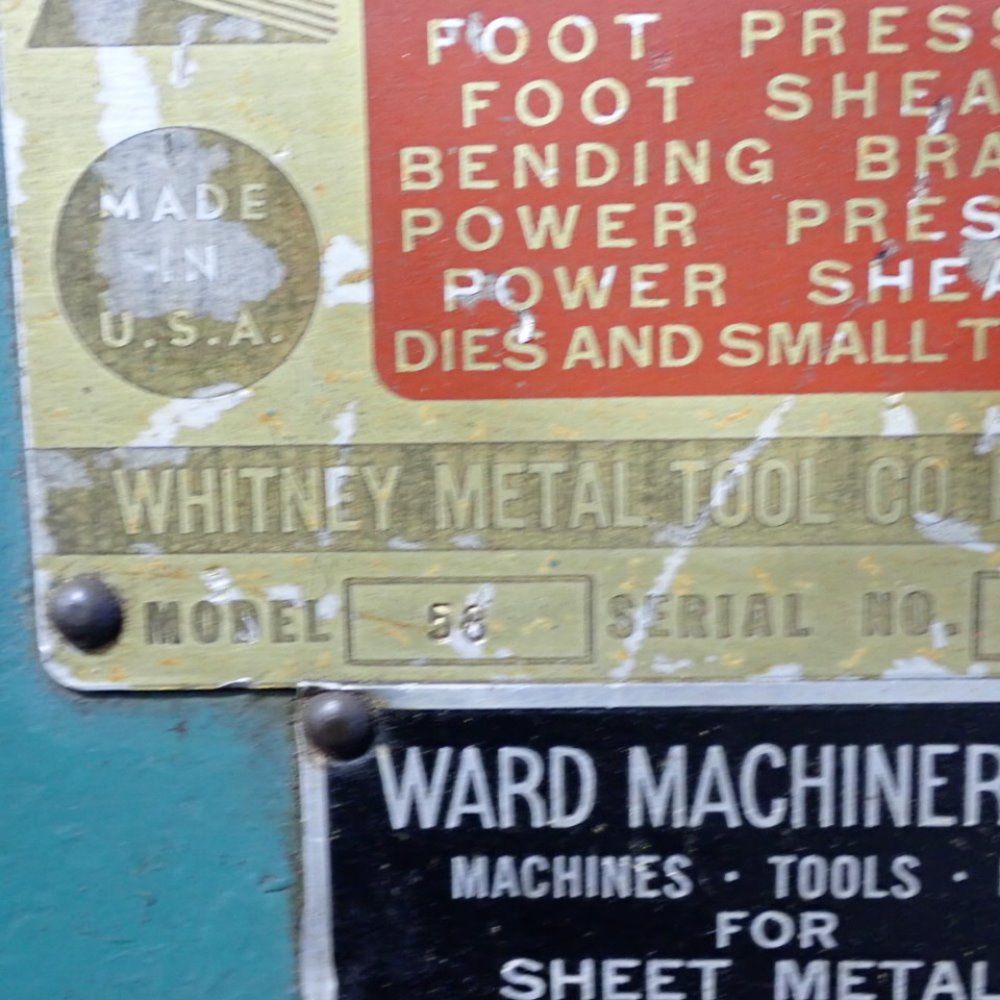 FOOT PRESS
FOOT SHEA
BENDING BRA
POWER PRES
POWER SHEA
DIES AND SMALL T
MADE
IN
U.S.A.
WHITNEY METAL TOOL CO.
MODEL 58 SERIAL NO.
WARD MACHINER
MACHINES · TOOLS ·
FOR
SHEET METAL